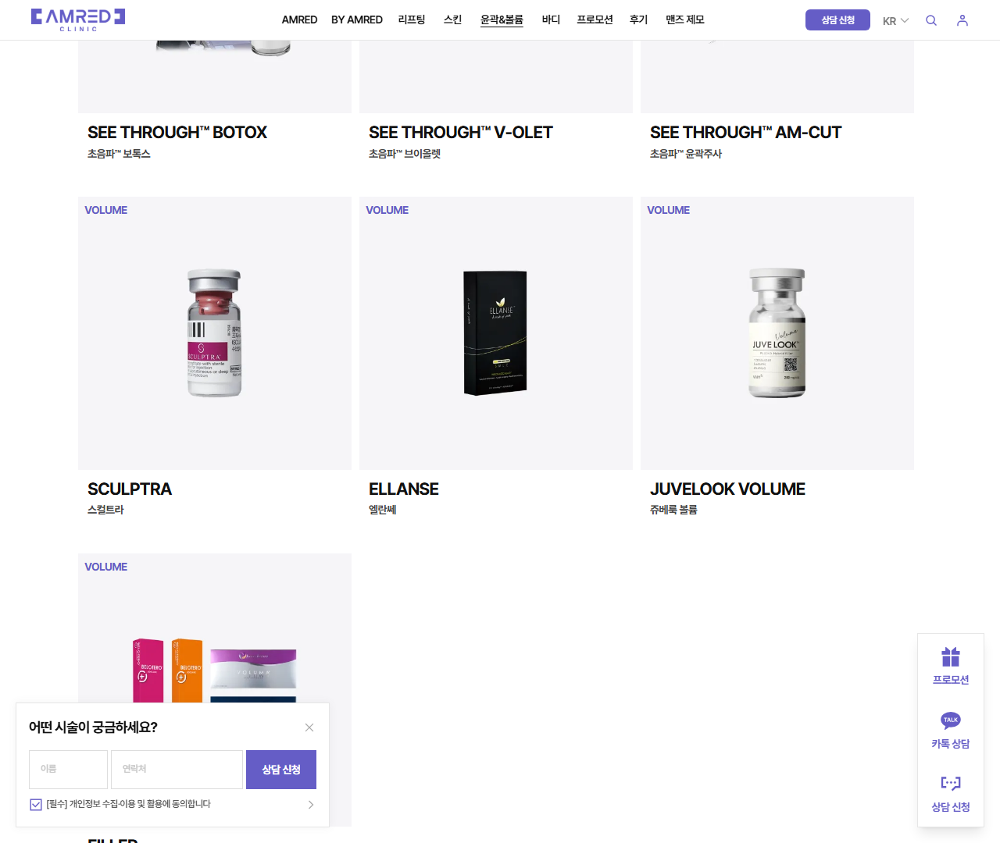 AMRED
CLINIC
AMRED BY AMRED 리프팅 스킨 윤곽&볼륨 바디 프로모션 후기 맨즈 제모
상담 신청
KR
SEE THROUGH™ BOTOX
초음파™ 보톡스
SEE THROUGH™ V-OLET
초음파™ 브이올렛
SEE THROUGH™ AM-CUT
초음파™ 윤곽주사
VOLUME
SCULPTRA
SCULPTRA
스컬트라
VOLUME
ELLANSÉ
ELLANSE
엘란쎄
VOLUME
Volume
JUVELOOK
JUVELOOK VOLUME
쥬베룩 볼륨
VOLUME
BELOTERO
BELOTERO
VOLUMA
FILLER
어떤 시술이 궁금하세요?
이름
연락처
상담 신청
[필수] 개인정보 수집·이용 및 활용에 동의합니다
프로모션
TALK
카톡 상담
상담 신청